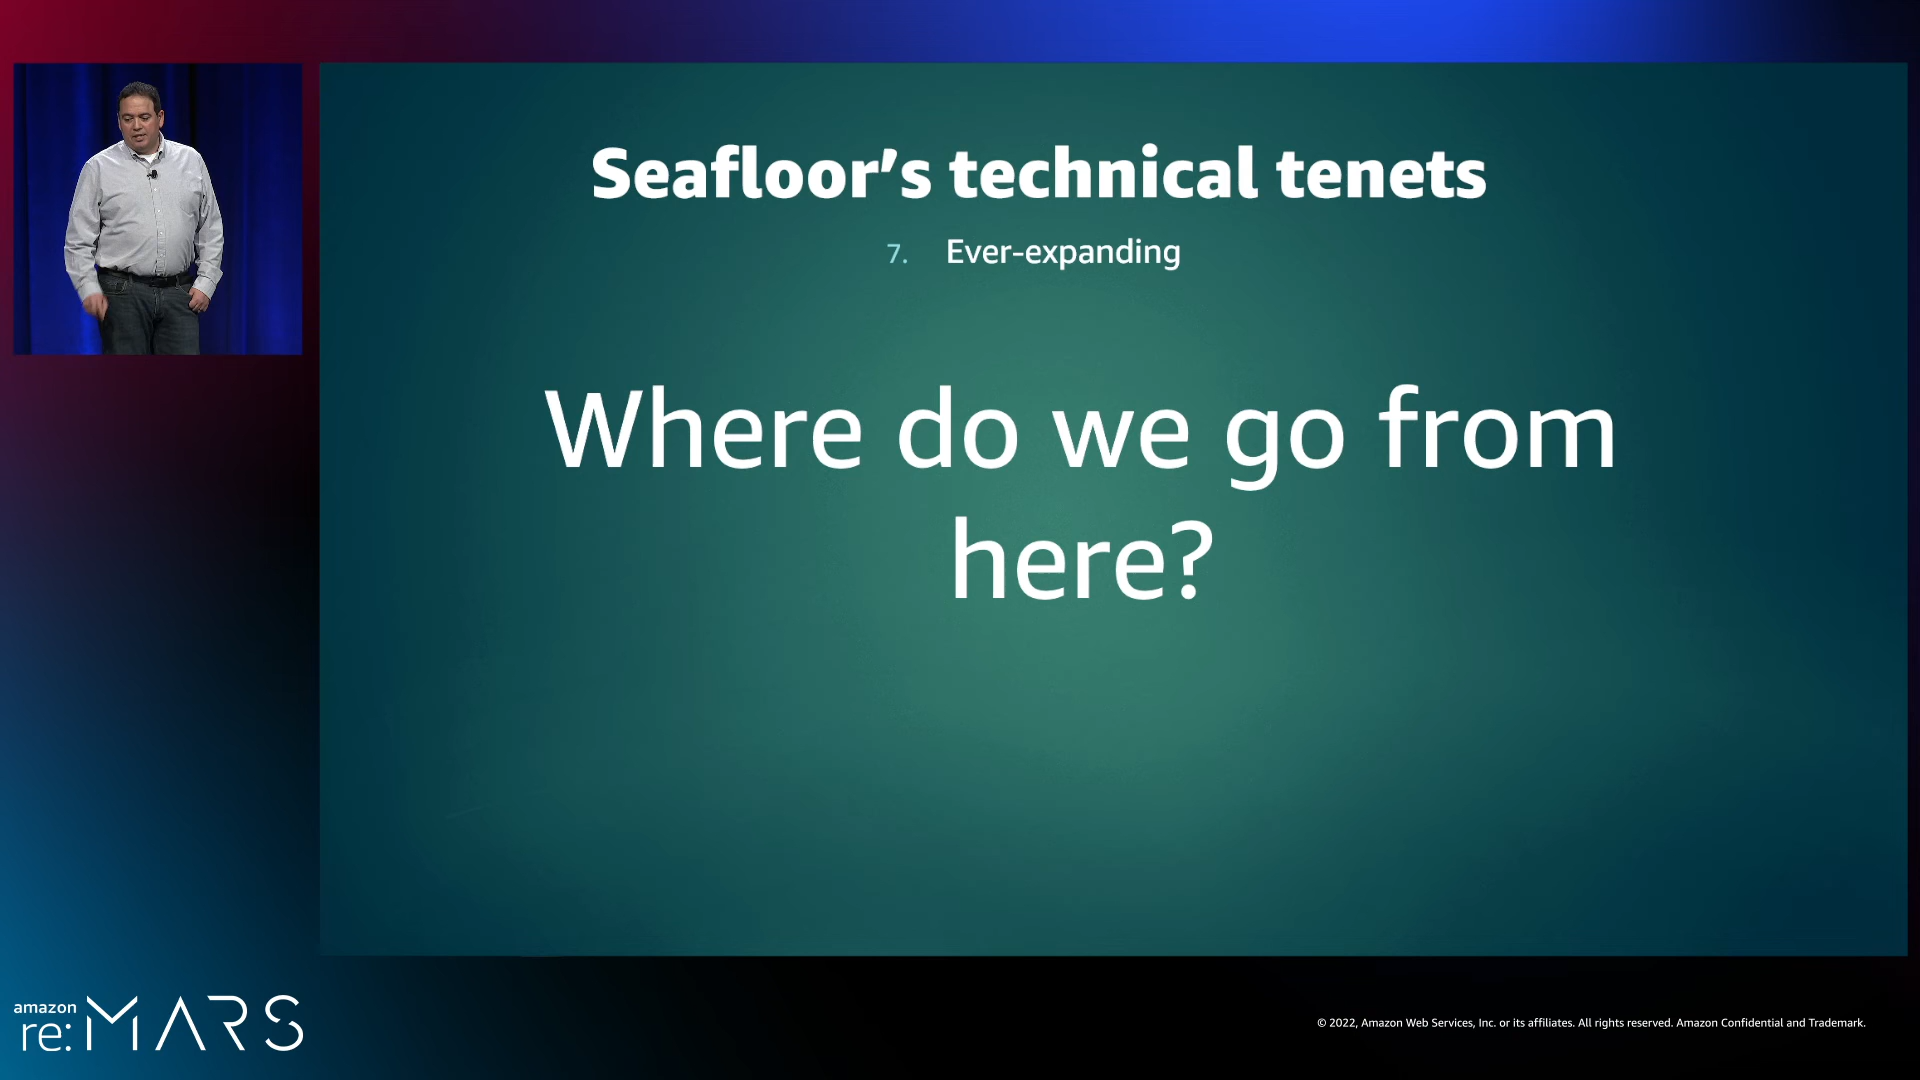 Seafloor’s technical tenets
7. Ever-expanding
Where do we go from
here?
amazon
re:MARS
© 2022, Amazon Web Services, Inc. or its affiliates. All rights reserved. Amazon Confidential and Trademark.